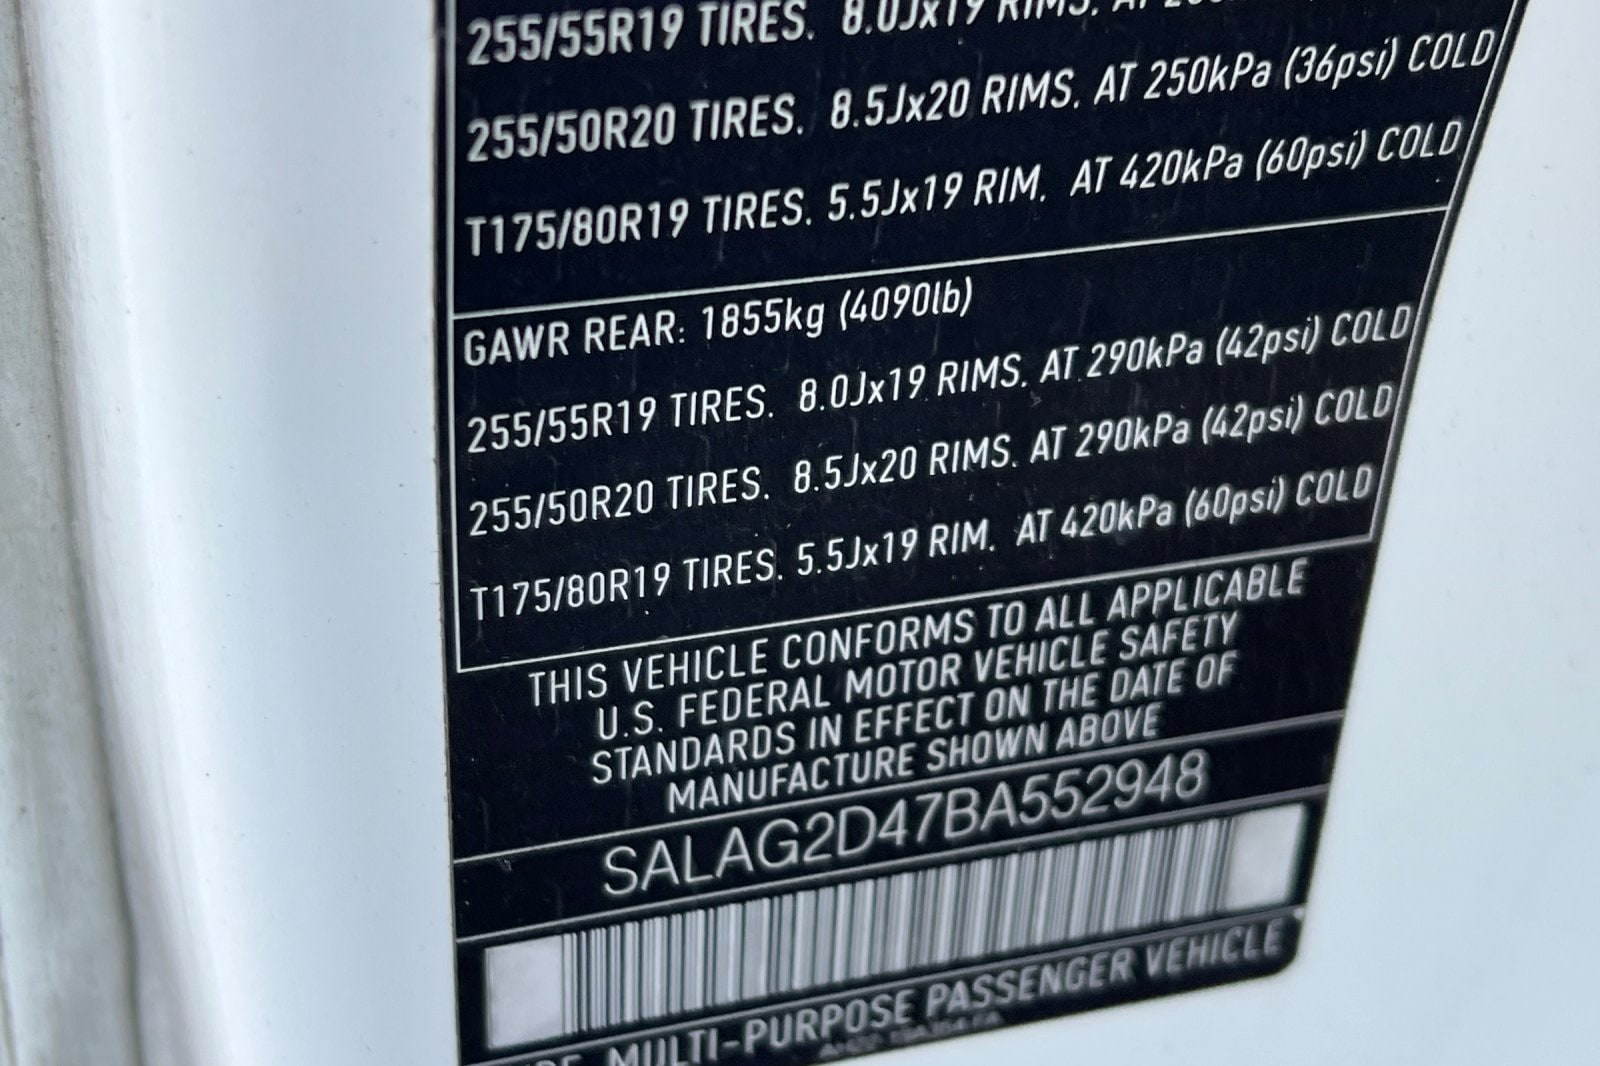 255/55R19 TIRES. 8.0Jx19 RIMS. AT
255/50R20 TIRES. 8.5Jx20 RIMS. AT 250kPa (36psi) COLD
T175/80R19 TIRES. 5.5Jx19 RIM. AT 420kPa (60psi) COLD
GAWR REAR: 1855kg (4090lb)
255/55R19 TIRES. 8.0Jx19 RIMS. AT 290kPa (42psi) COLD
255/50R20 TIRES. 8.5Jx20 RIMS. AT 290kPa (42psi) COLD
T175/80R19 TIRES. 5.5Jx19 RIM. AT 420kPa (60psi) COLD
THIS VEHICLE CONFORMS TO ALL APPLICABLE
U.S. FEDERAL MOTOR VEHICLE SAFETY
STANDARDS IN EFFECT ON THE DATE OF
MANUFACTURE SHOWN ABOVE
SALAG2D47BA552948
MULTI-PURPOSE PASSENGER VEHICLE